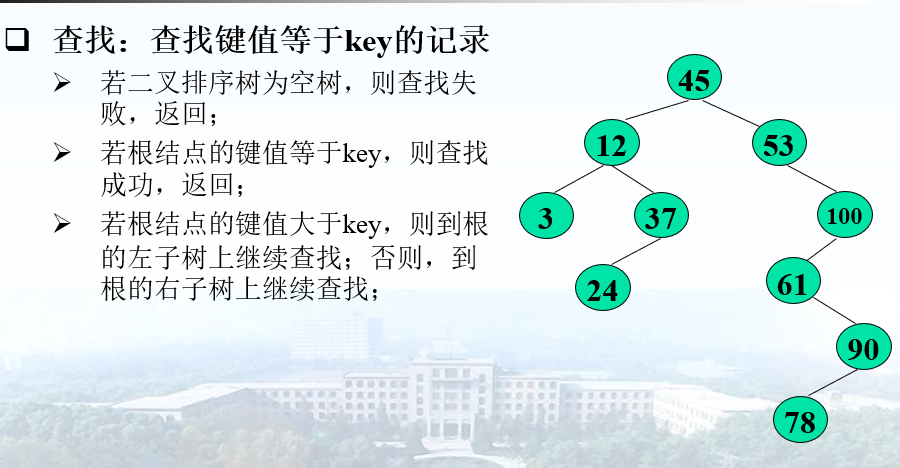 查找：查找键值等于key的记录
若二叉排序树为空树，则查找失
败，返回；
若根结点的键值等于key，则查找
成功，返回；
若根结点的键值大于key，则到根
的左子树上继续查找；否则，到
根的右子树上继续查找；
45
12
53
3
37
100
24
61
90
78